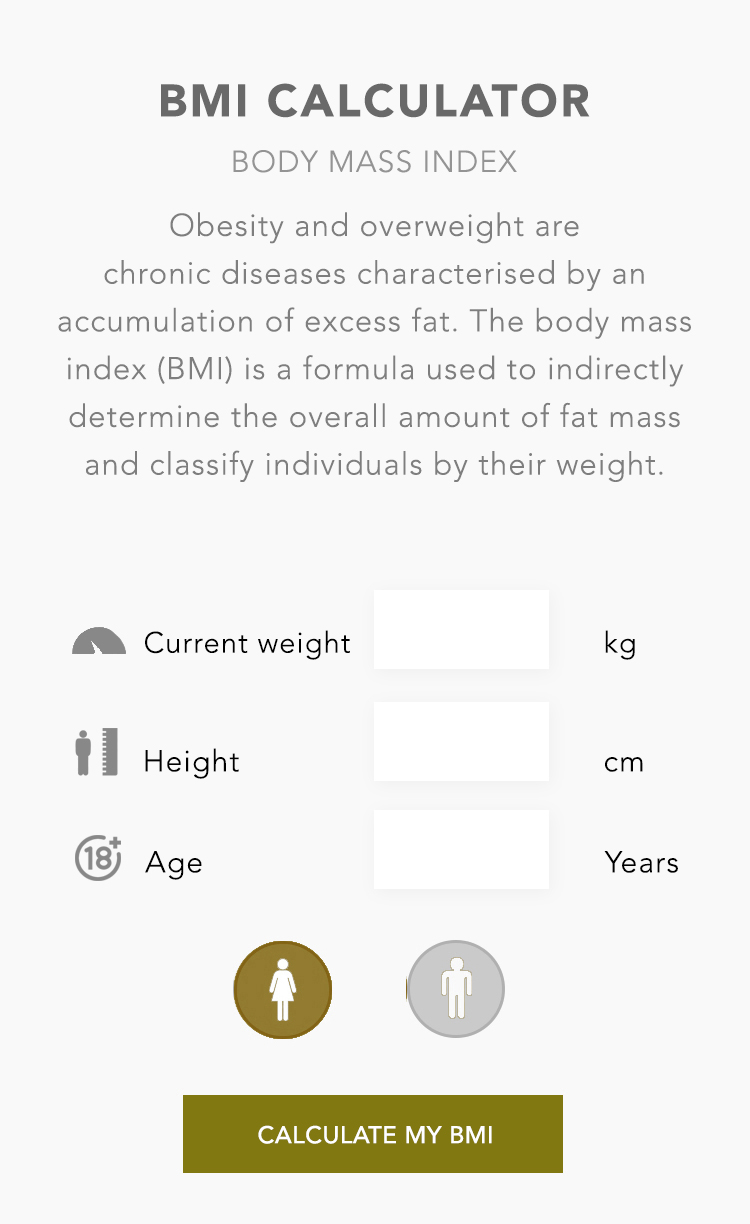 BMI CALCULATOR
BODY MASS INDEX
Obesity and overweight are
chronic diseases characterised by an
accumulation of excess fat. The body mass
index (BMI) is a formula used to indirectly
determine the overall amount of fat mass
and classify individuals by their weight.
Current weight kg
Height cm
18+ Age Years
CALCULATE MY BMI